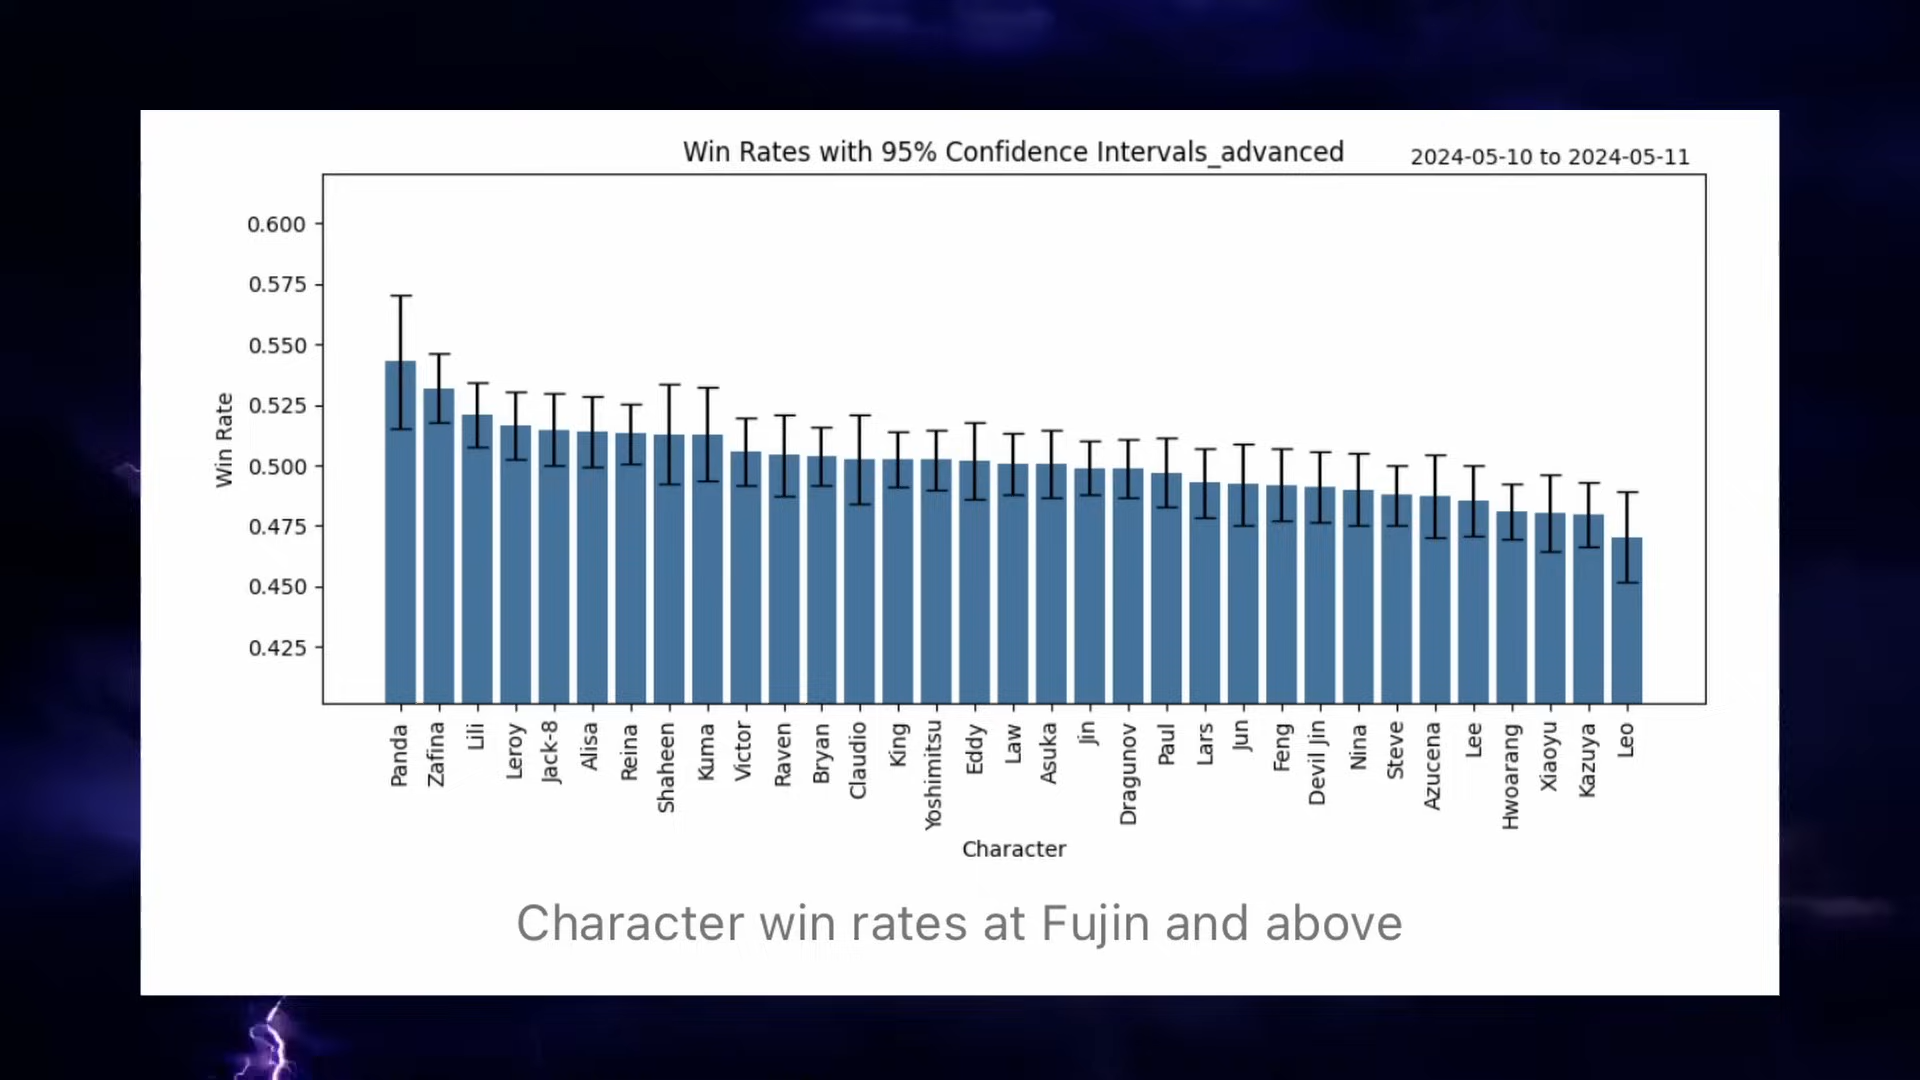 Win Rates with 95% Confidence Intervals_advanced
2024-05-10 to 2024-05-11
0.600
0.575
0.550
0.525
0.500
0.475
0.450
0.425
Win Rate
Panda
Zafina
Lili
Leroy
Jack-8
Alisa
Reina
Shaheen
Kuma
Victor
Raven
Bryan
Claudio
King
Yoshimitsu
Eddy
Law
Asuka
Jin
Dragunov
Paul
Lars
Jun
Feng
Devil Jin
Nina
Steve
Azucena
Lee
Hwoarang
Xiaoyu
Kazuya
Leo
Character
Character win rates at Fujin and above